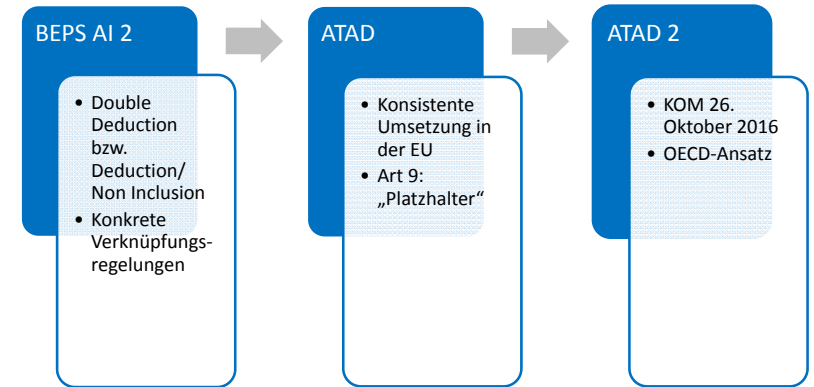 BEPS AI 2
• Double
Deduction
bzw.
Deduction/
Non Inclusion
• Konkrete
Verknüpfungs-
regelungen
ATAD
• Konsistente
Umsetzung in
der EU
• Art 9:
„Platzhalter“
ATAD 2
• KOM 26.
Oktober 2016
• OECD-Ansatz